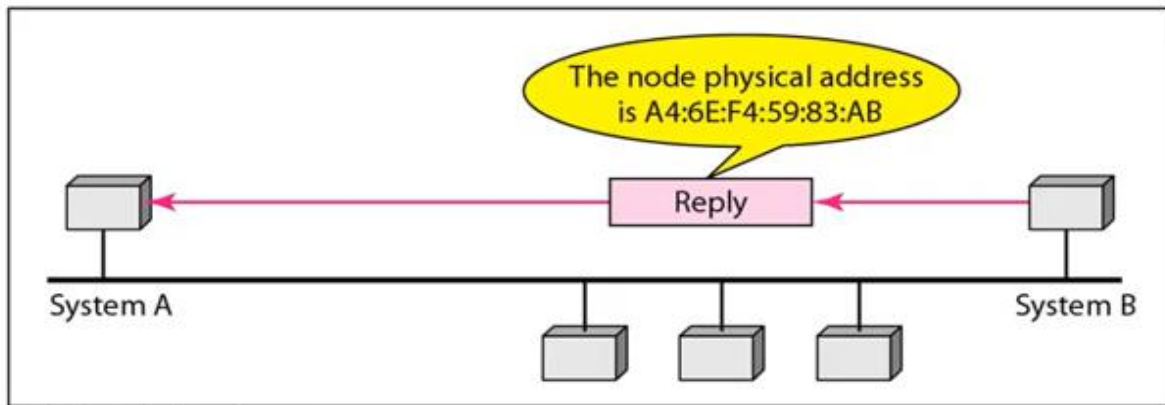 The node physical address
is A4:6E:F4:59:83:AB
Reply
System A
System B